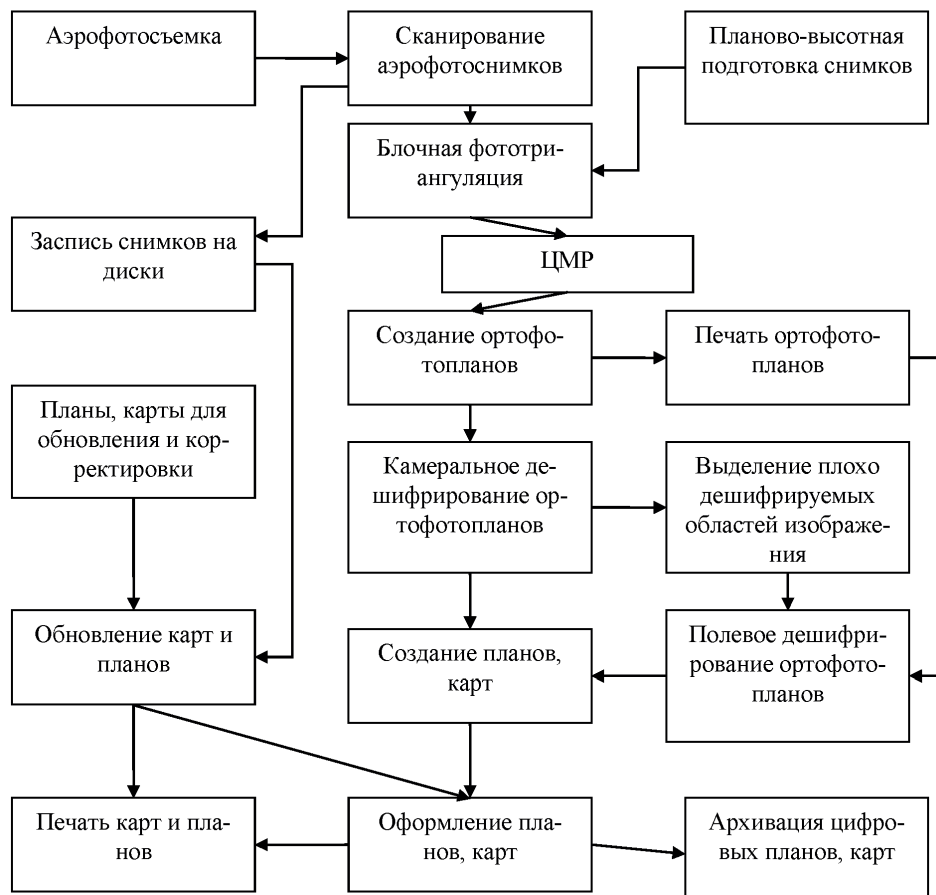 Аэрофотосъемка
Сканирование
аэрофотоснимков
Планово-высотная
подготовка снимков
Блочная фототри-
ангуляция
Заспись снимков на
диски
ЦМР
Создание ортофо-
топланов
Печать ортофото-
планов
Планы, карты для
обновления и кор-
ректировки
Камеральное де-
шифрирование ор-
тофотопланов
Выделение плохо
дешифрируемых
областей изображе-
ния
Обновление карт и
планов
Создание планов,
карт
Полевое дешифри-
рование ортофото-
планов
Печать карт и пла-
нов
Оформление пла-
нов, карт
Архивация цифро-
вых планов, карт